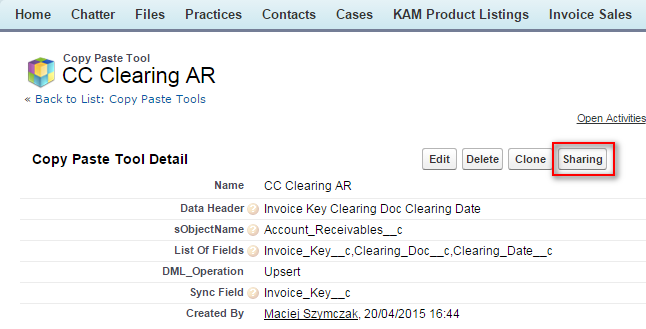 Home Chatter Files Practices Contacts Cases KAM Product Listings Invoice Sales
Copy Paste Tool
CC Clearing AR
« Back to List: Copy Paste Tools
Open Activities
Copy Paste Tool Detail Edit Delete Clone Sharing
Name CC Clearing AR
Data Header ? Invoice Key Clearing Doc Clearing Date
sObjectName ? Account_Receivables__c
List Of Fields ? Invoice_Key__c,Clearing_Doc__c,Clearing_Date__c
DML_Operation Upsert
Sync Field ? Invoice_Key__c
Created By Maciej Szymczak, 20/04/2015 16:44